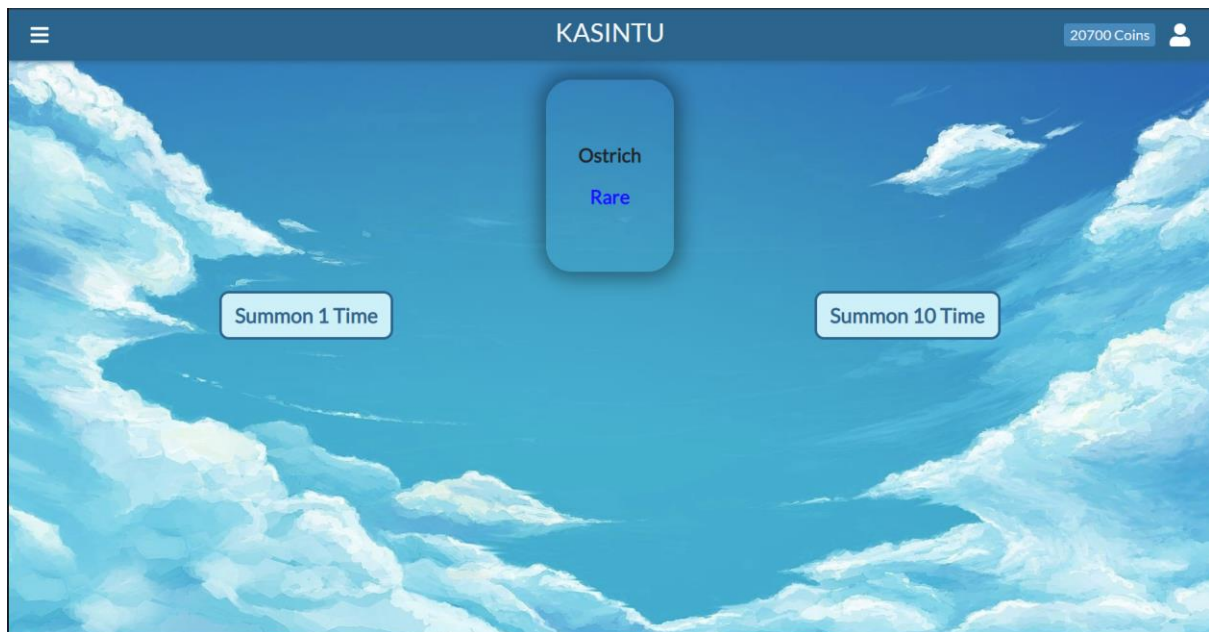 KASINTU
20700 Coins
Ostrich
Rare
Summon 1 Time
Summon 10 Time